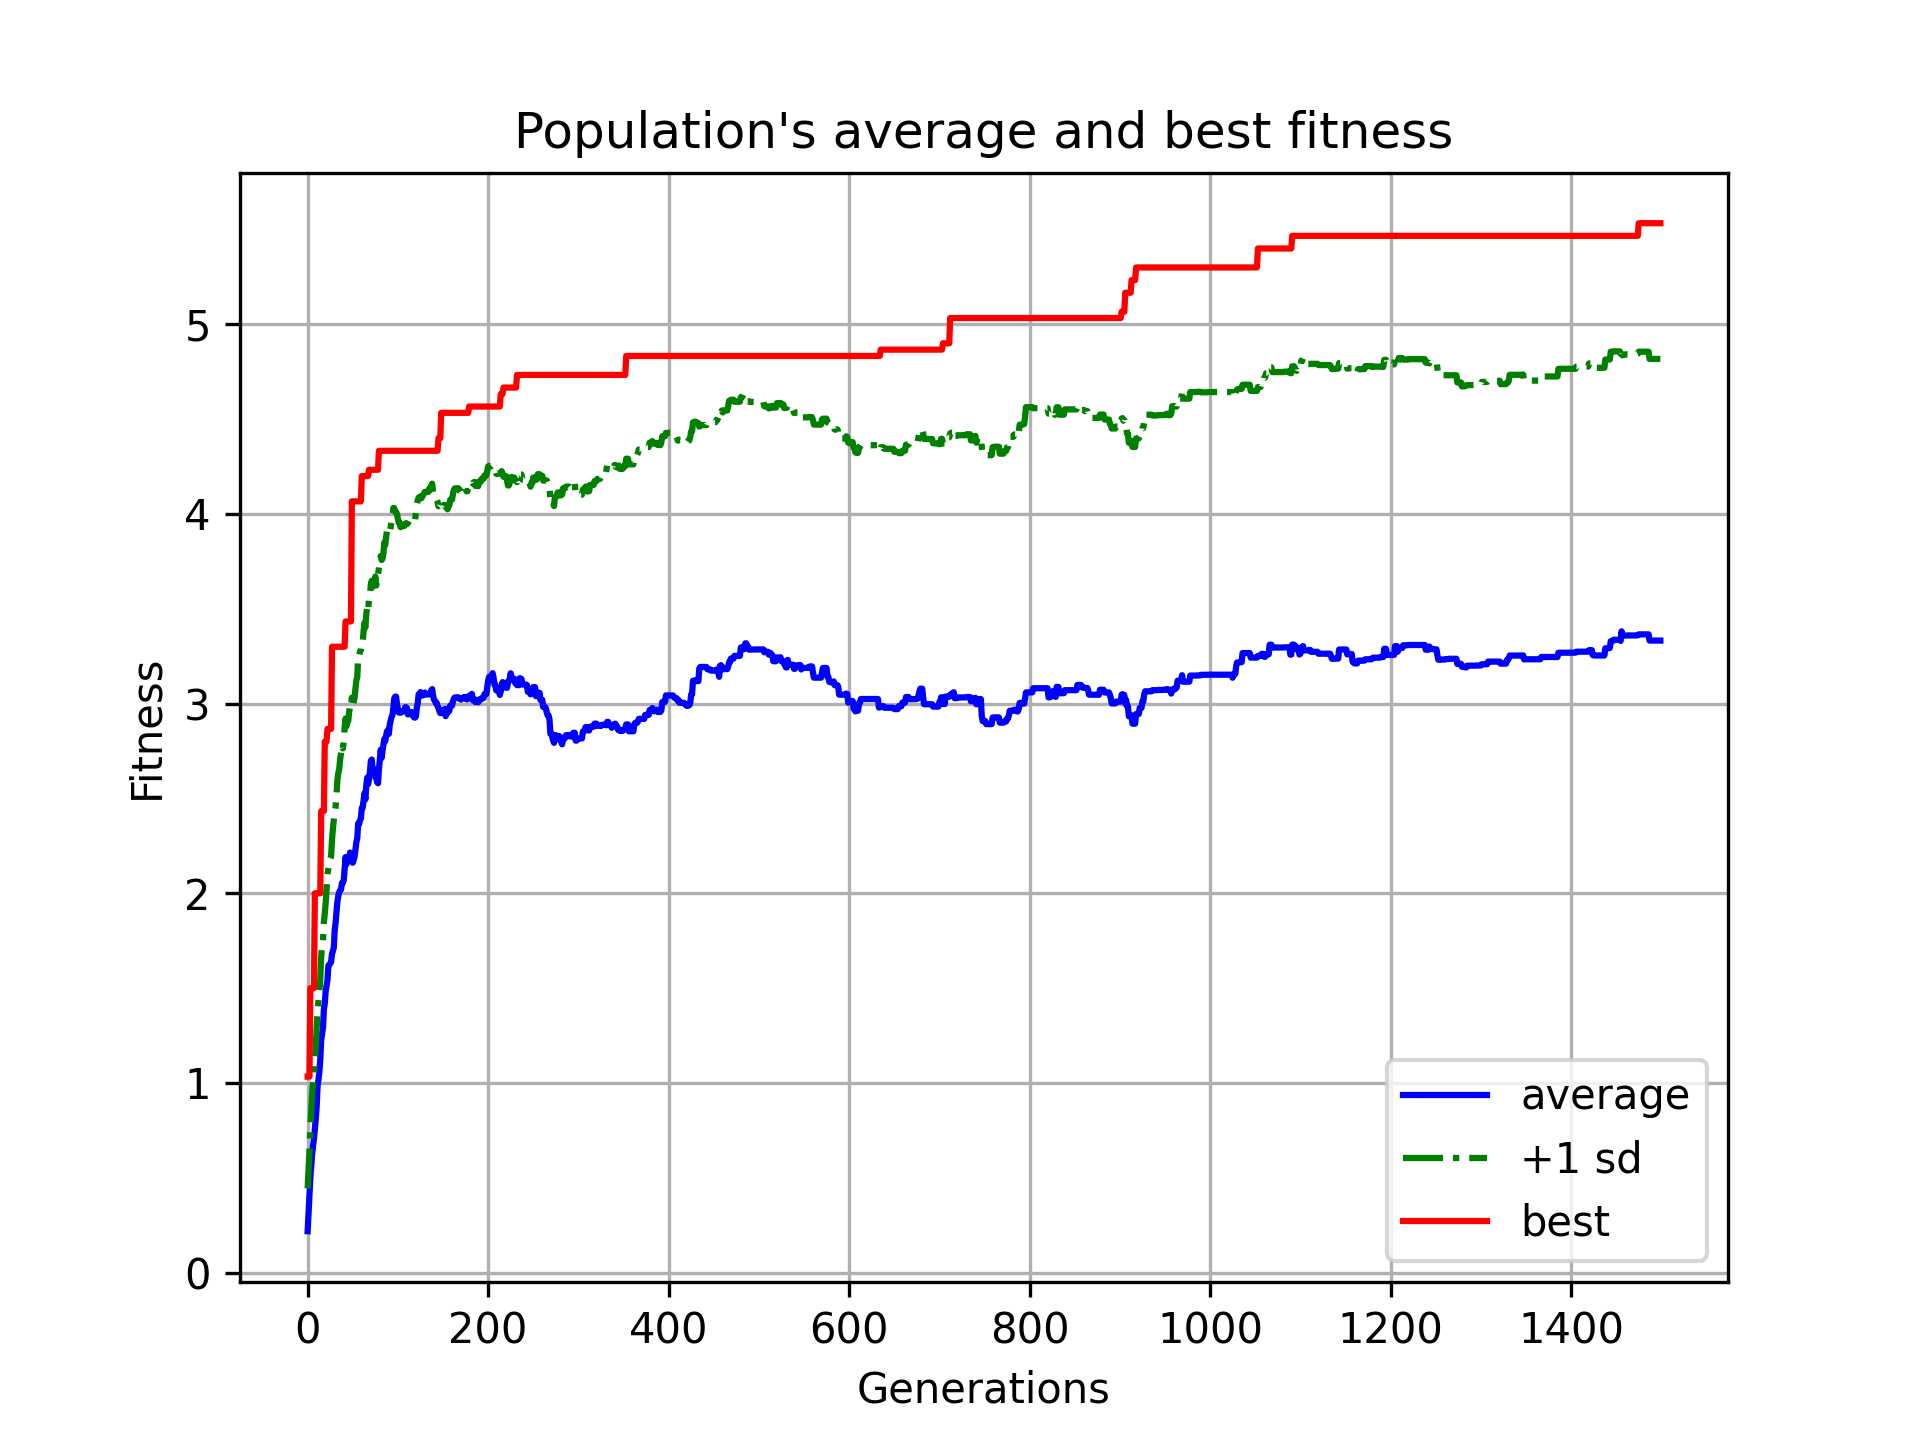 Population's average and best fitness
Fitness
5
4
3
2
1
0
0 200 400 600 800 1000 1200 1400
Generations
average
+1 sd
best